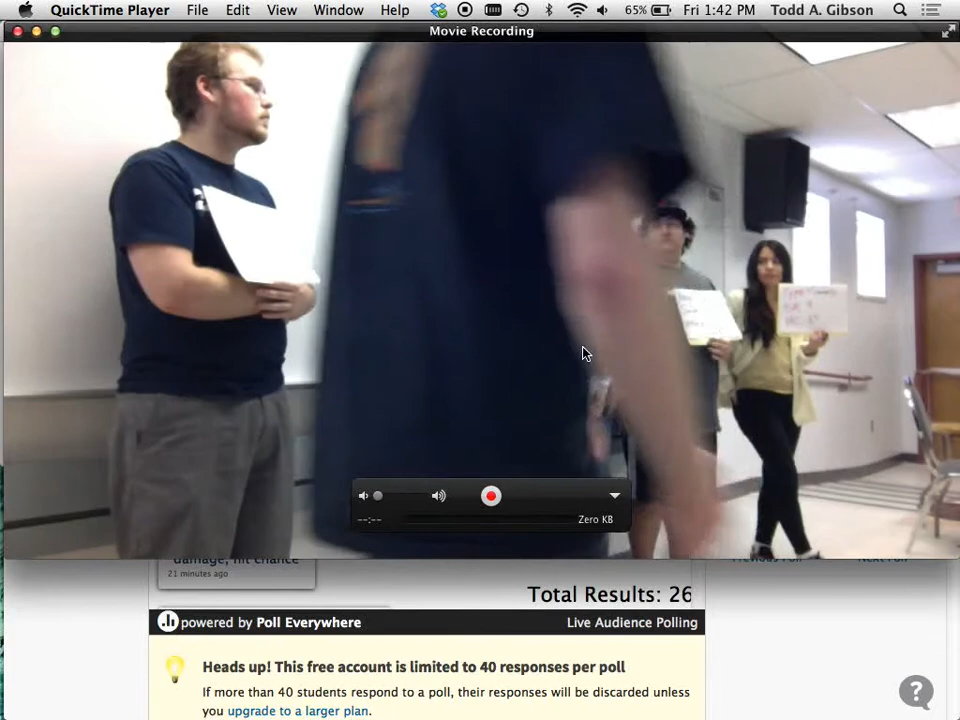 QuickTime Player File Edit View Window Help 65% Fri 1:42 PM Todd A. Gibson
Movie Recording
--:-- Zero KB
damage, hit chance
21 minutes ago
Total Results: 26
powered by Poll Everywhere Live Audience Polling
Heads up! This free account is limited to 40 responses per poll
If more than 40 students respond to a poll, their responses will be discarded unless
you upgrade to a larger plan.
?